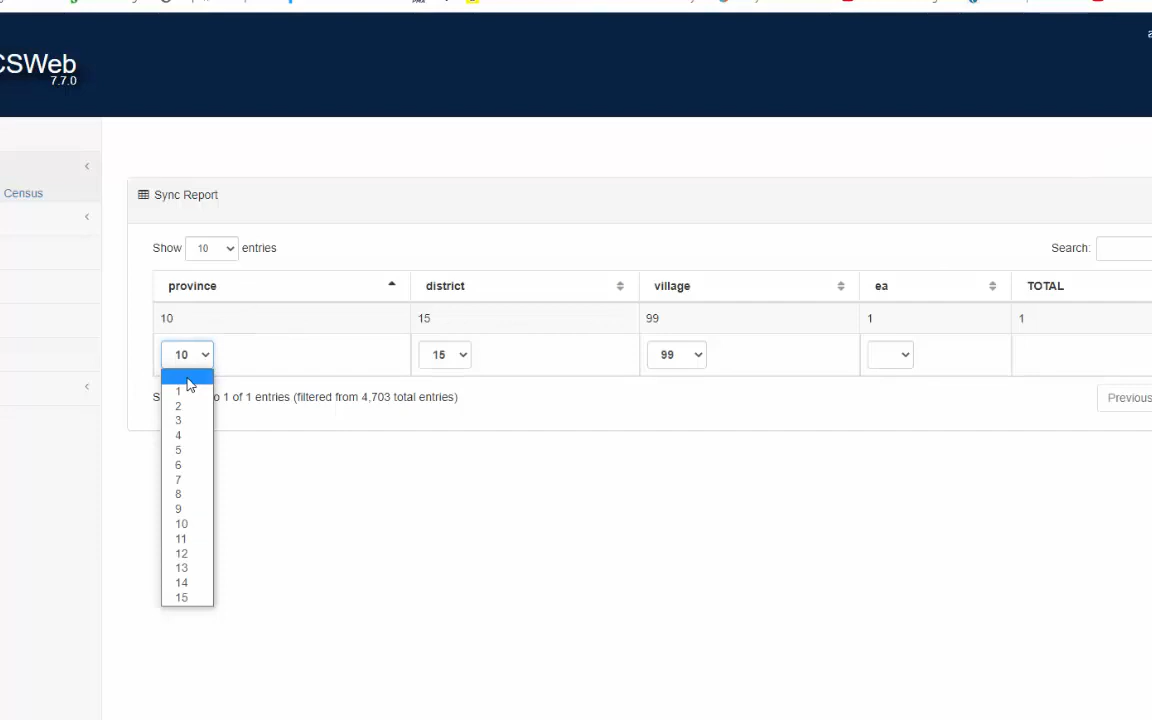 CSWeb
7.7.0
Census
Sync Report
Show 10 entries
Search:
province district village ea TOTAL
10 15 99 1 1
10 15 99
o 1 of 1 entries (filtered from 4,703 total entries)
Previous
1
2
3
4
5
6
7
8
9
10
11
12
13
14
15